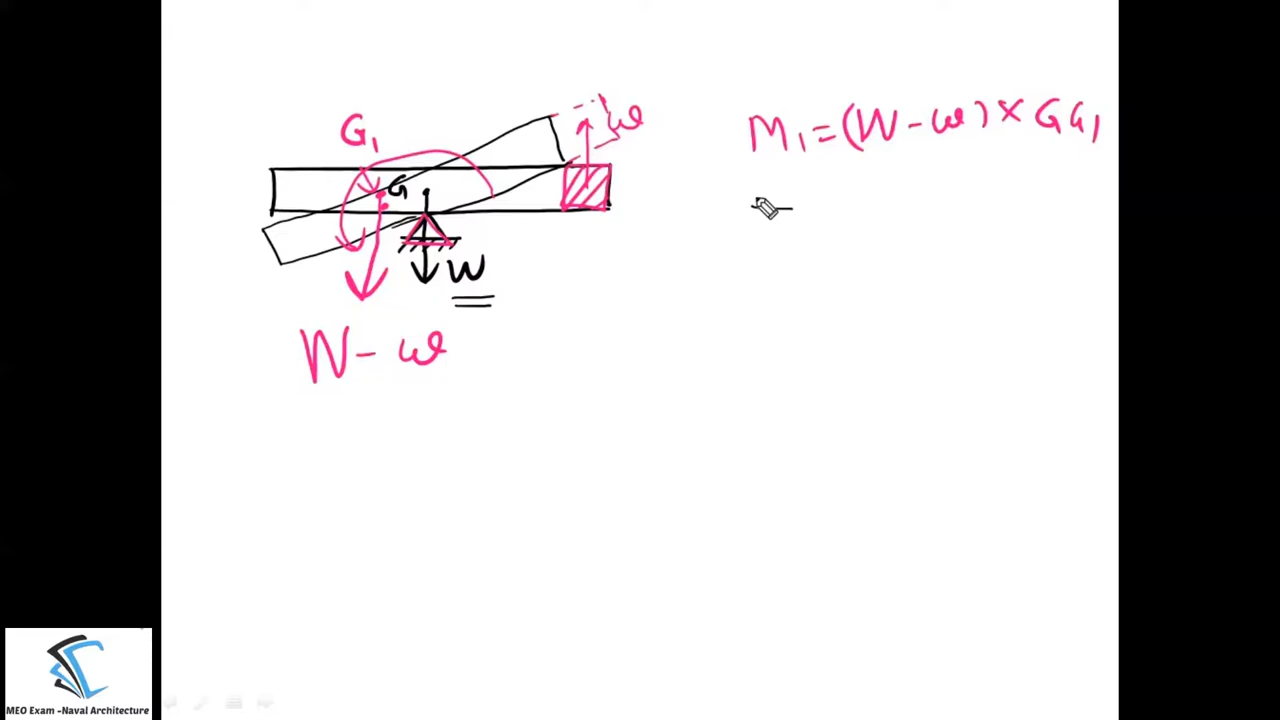 G₁
w
M₁ = (W - w) × GG₁
G
W
W - w
MEO Exam -Naval Architecture